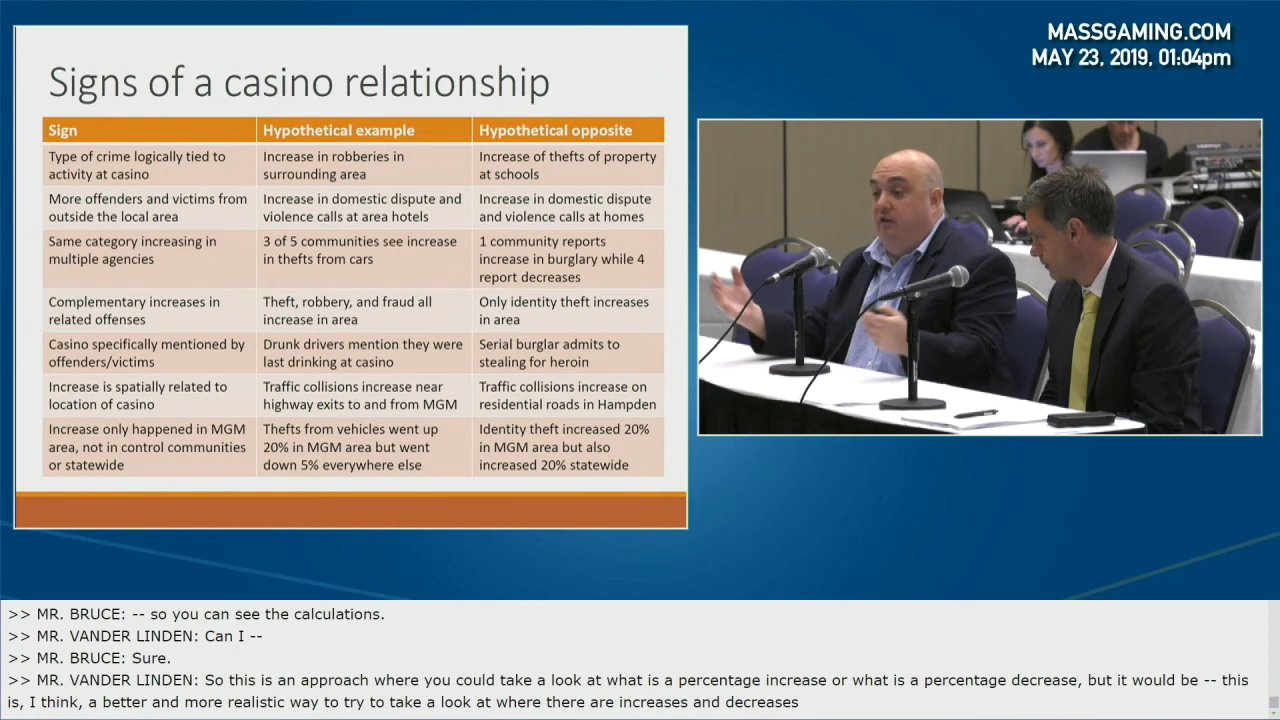 MASSGAMING.COM
MAY 23, 2019, 01:04pm
Signs of a casino relationship
Sign Hypothetical example Hypothetical opposite
Type of crime logically tied to activity at casino Increase in robberies in surrounding area Increase of thefts of property at schools
More offenders and victims from outside the local area Increase in domestic dispute and violence calls at area hotels Increase in domestic dispute and violence calls at homes
Same category increasing in multiple agencies 3 of 5 communities see increase in thefts from cars 1 community reports increase in burglary while 4 report decreases
Complementary increases in related offenses Theft, robbery, and fraud all increase in area Only identity theft increases in area
Casino specifically mentioned by offenders/victims Drunk drivers mention they were last drinking at casino Serial burglar admits to stealing for heroin
Increase is spatially related to location of casino Traffic collisions increase near highway exits to and from MGM Traffic collisions increase on residential roads in Hampden
Increase only happened in MGM area, not in control communities or statewide Thefts from vehicles went up 20% in MGM area but went down 5% everywhere else Identity theft increased 20% in MGM area but also increased 20% statewide
>> MR. BRUCE: -- so you can see the calculations.
>> MR. VANDER LINDEN: Can I --
>> MR. BRUCE: Sure.
>> MR. VANDER LINDEN: So this is an approach where you could take a look at what is a percentage increase or what is a percentage decrease, but it would be -- this
is, I think, a better and more realistic way to try to take a look at where there are increases and decreases